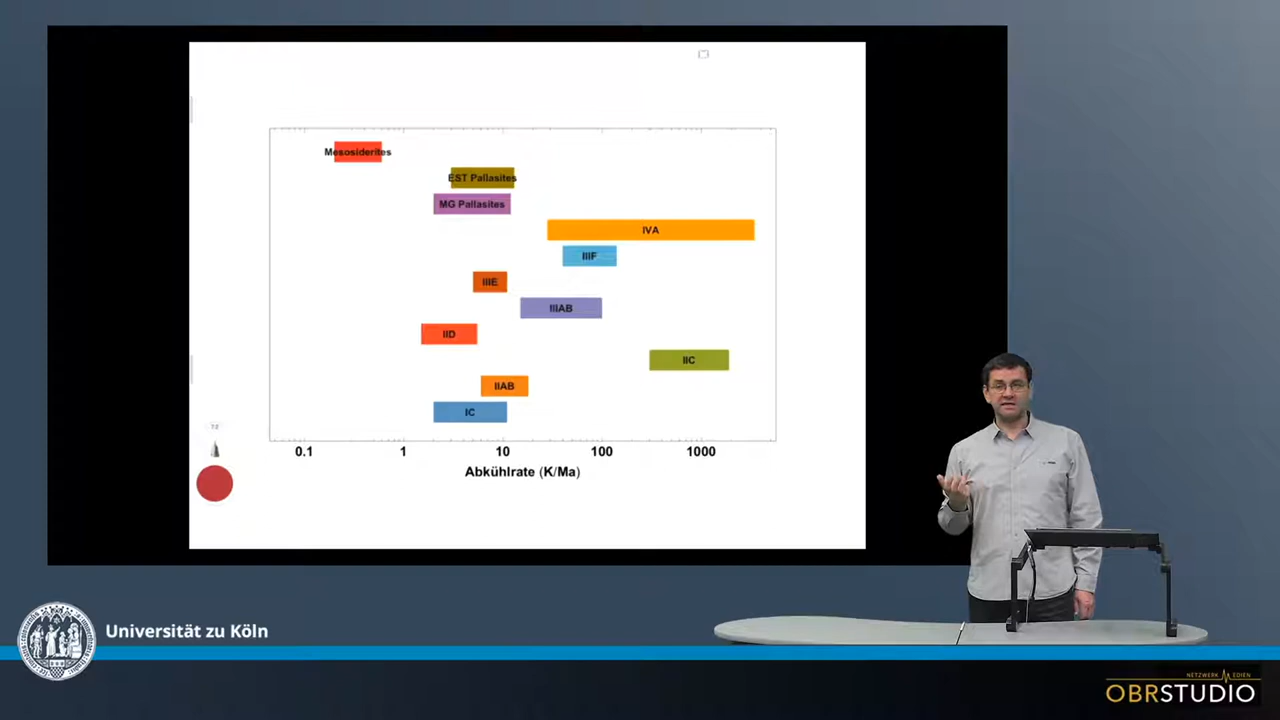 Mesosiderites
EST Pallasites
MG Pallasites
IVA
IIIF
IIIE
IIIAB
IID
IIC
IIAB
IC
0.1 1 10 100 1000
Abkühlrate (K/Ma)
Universität zu Köln
NETZWERK MEDIEN
OBRSTUDIO